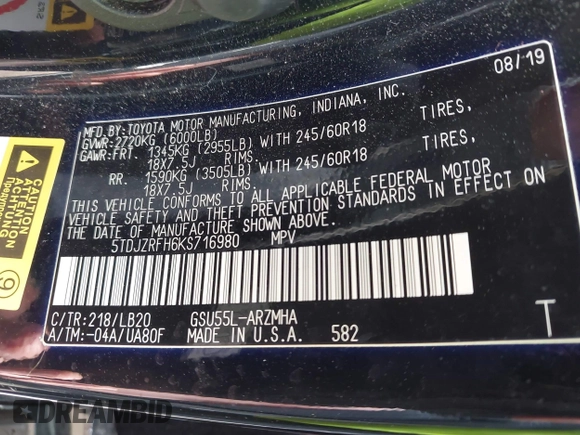 08/19
MFD.BY:TOYOTA MOTOR MANUFACTURING, INDIANA, INC.
GVWR:2720KG (6000LB)
GAWR:FRT. 1345KG (2955LB) WITH 245/60R18 TIRES,
18X7.5J RIMS.
RR. 1590KG (3505LB) WITH 245/60R18 TIRES,
18X7.5J RIMS.
THIS VEHICLE CONFORMS TO ALL APPLICABLE FEDERAL MOTOR
VEHICLE SAFETY AND THEFT PREVENTION STANDARDS IN EFFECT ON
THE DATE OF MANUFACTURE SHOWN ABOVE.
5TDJZRFH6KS716980 MPV
C/TR:218/LB20 GSU55L-ARZMHA
A/TM:-04A/UA80F MADE IN U.S.A. 582
T
CAUTION
ATTENTION
ACHTUNG
9
DREAMBID